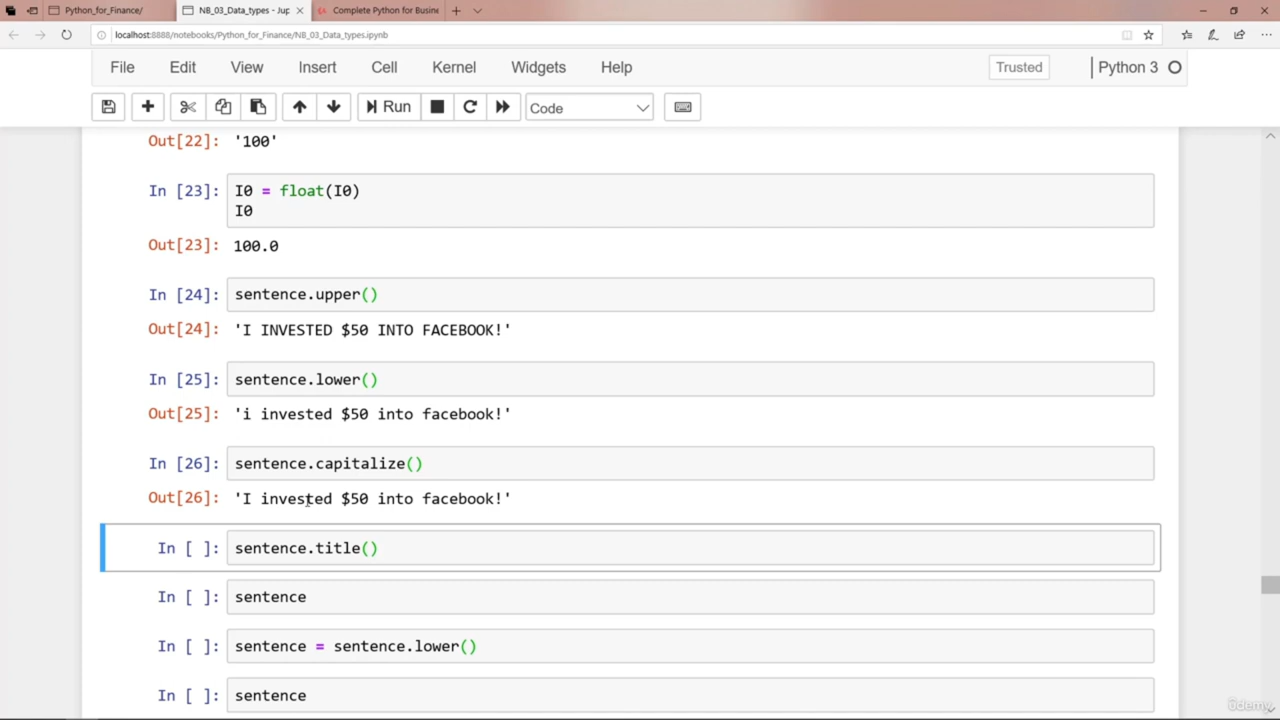 Python_for_Finance/
NB_03_Data_types - Jup
Complete Python for Busine
localhost:8888/notebooks/Python_for_Finance/NB_03_Data_types.ipynb
File Edit View Insert Cell Kernel Widgets Help
Trusted
Python 3
Run
Code
Out[22]: '100'
In [23]: I0 = float(I0)
I0
Out[23]: 100.0
In [24]: sentence.upper()
Out[24]: 'I INVESTED $50 INTO FACEBOOK!'
In [25]: sentence.lower()
Out[25]: 'i invested $50 into facebook!'
In [26]: sentence.capitalize()
Out[26]: 'I invested $50 into facebook!'
In [ ]: sentence.title()
In [ ]: sentence
In [ ]: sentence = sentence.lower()
In [ ]: sentence
ûdemy